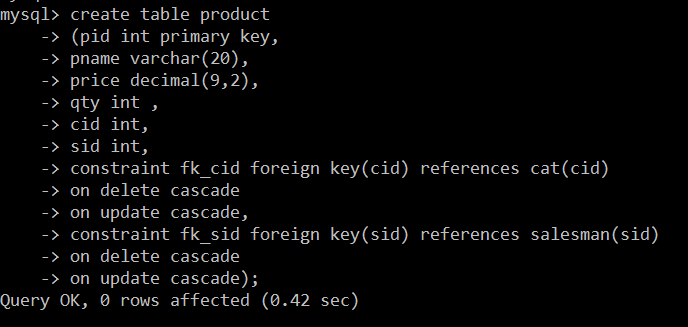 mysql> create table product
-> (pid int primary key,
-> pname varchar(20),
-> price decimal(9,2),
-> qty int ,
-> cid int,
-> sid int,
-> constraint fk_cid foreign key(cid) references cat(cid)
-> on delete cascade
-> on update cascade,
-> constraint fk_sid foreign key(sid) references salesman(sid)
-> on delete cascade
-> on update cascade);
Query OK, 0 rows affected (0.42 sec)